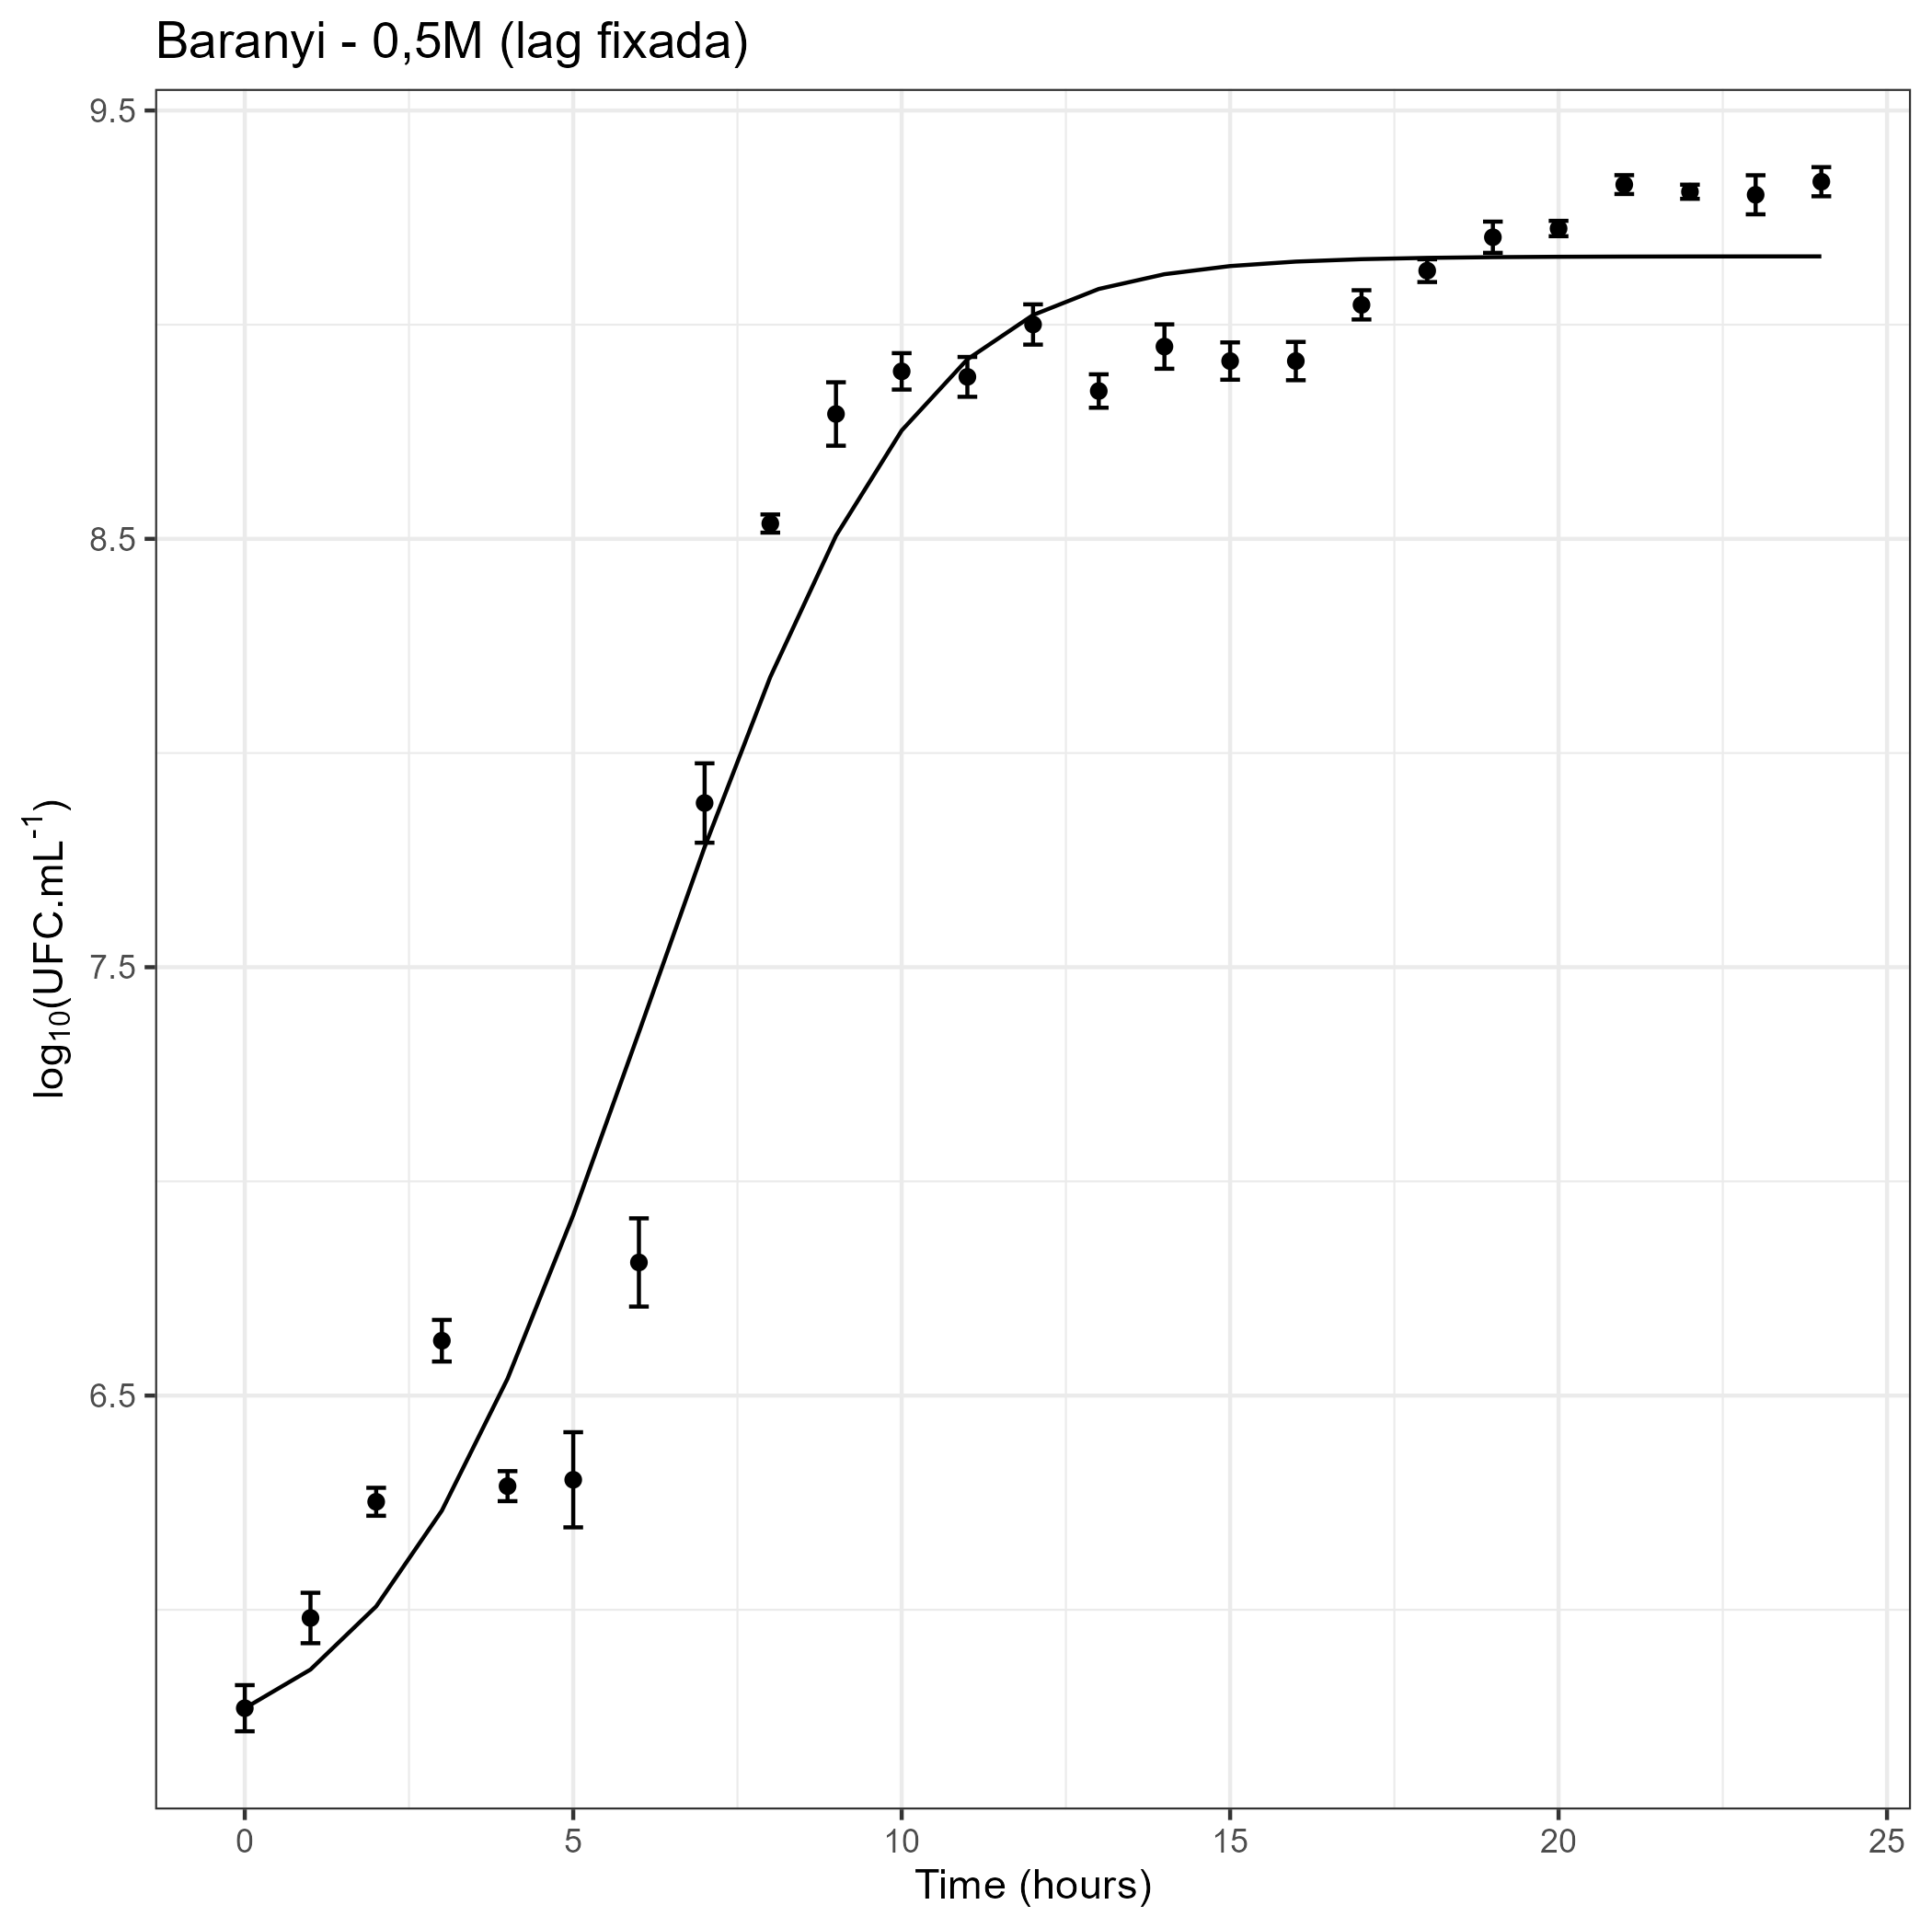 Baranyi - 0,5M (lag fixada)
9.5
8.5
7.5
6.5
log₁₀(UFC.mL⁻¹)
0 5 10 15 20 25
Time (hours)